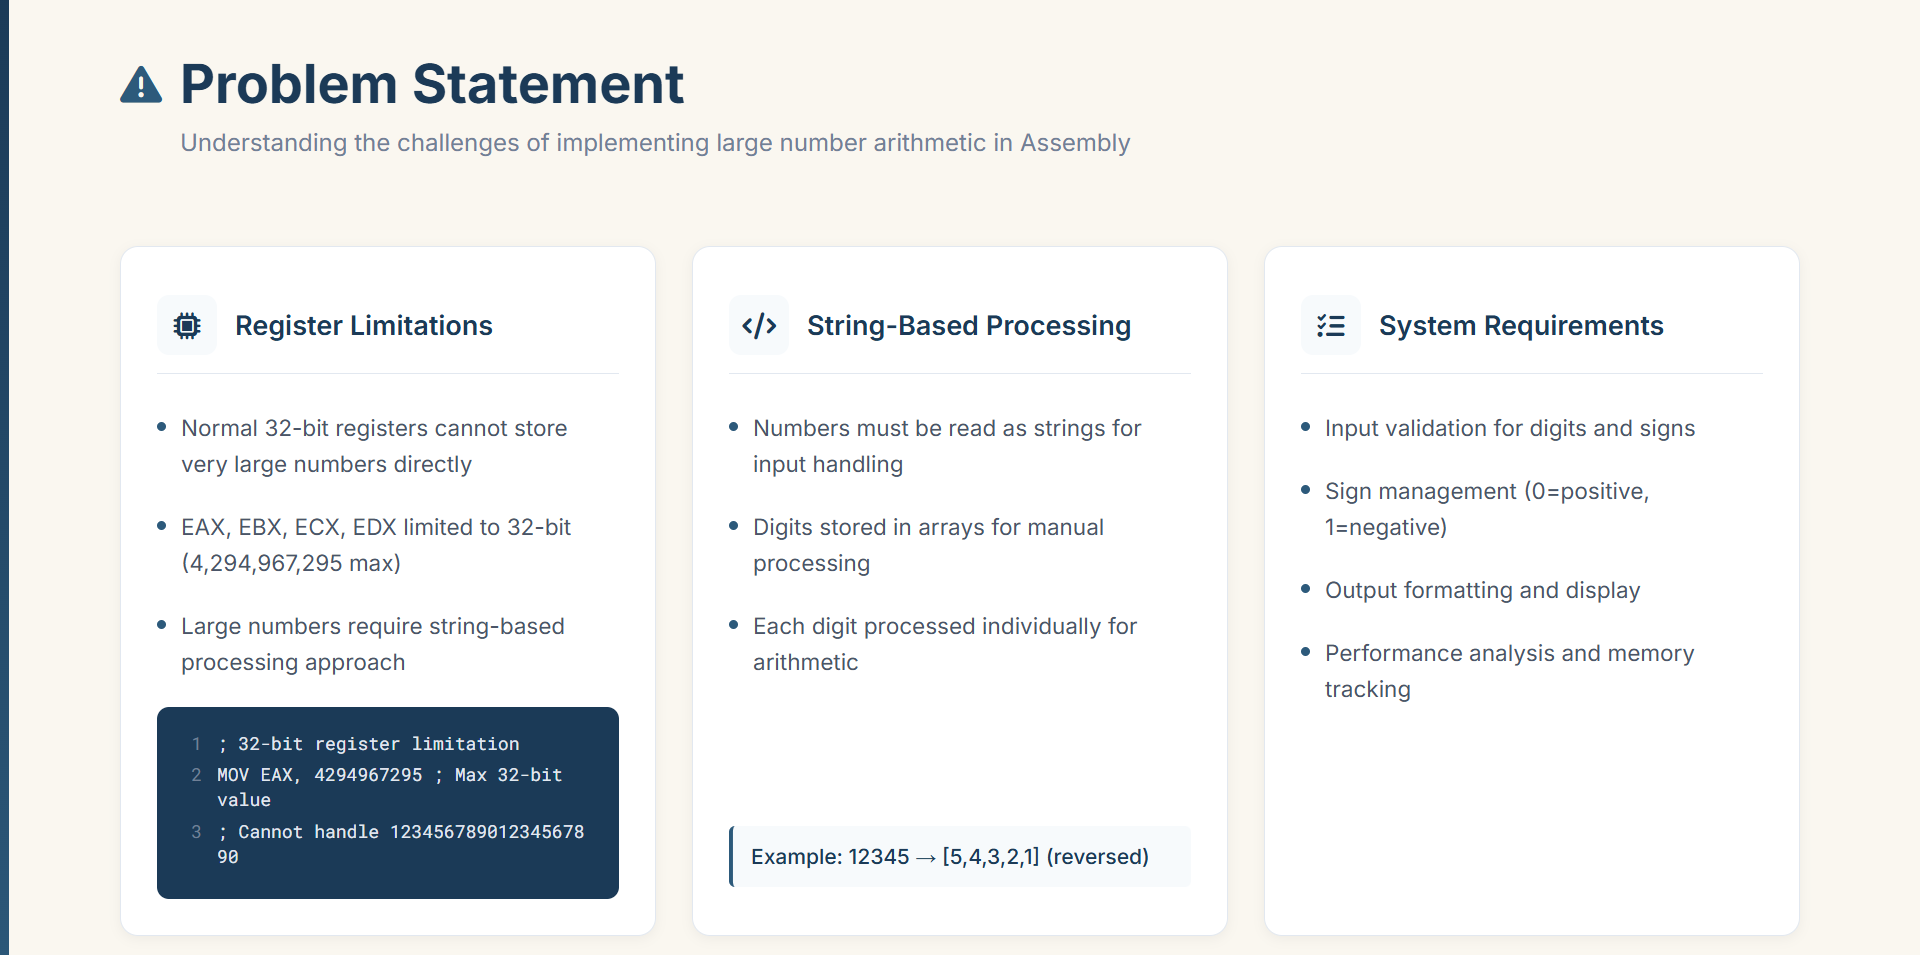 Problem Statement
Understanding the challenges of implementing large number arithmetic in Assembly
Register Limitations
Normal 32-bit registers cannot store
very large numbers directly
EAX, EBX, ECX, EDX limited to 32-bit
(4,294,967,295 max)
Large numbers require string-based
processing approach
1 ; 32-bit register limitation
2 MOV EAX, 4294967295 ; Max 32-bit
value
3 ; Cannot handle 123456789012345678
90
String-Based Processing
Numbers must be read as strings for
input handling
Digits stored in arrays for manual
processing
Each digit processed individually for
arithmetic
Example: 12345 → [5,4,3,2,1] (reversed)
System Requirements
Input validation for digits and signs
Sign management (0=positive,
1=negative)
Output formatting and display
Performance analysis and memory
tracking